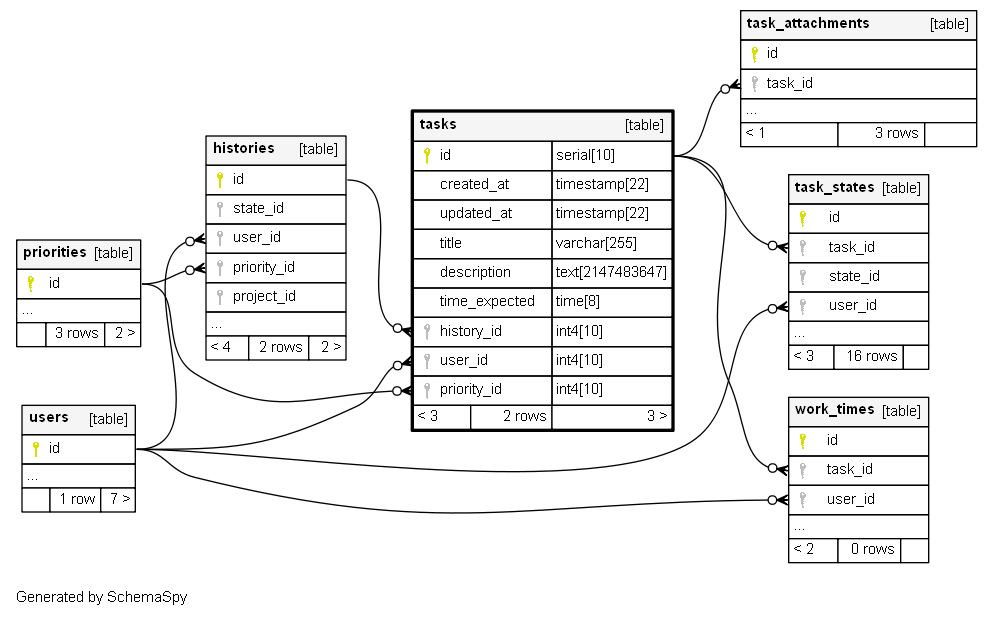 task_attachments [table]
id
task_id
...
< 1 3 rows
tasks [table]
id serial[10]
created_at timestamp[22]
updated_at timestamp[22]
title varchar[255]
description text[2147483647]
time_expected time[8]
history_id int4[10]
user_id int4[10]
priority_id int4[10]
< 3 2 rows 3 >
histories [table]
id
state_id
user_id
priority_id
project_id
...
< 4 2 rows 2 >
task_states [table]
id
task_id
state_id
user_id
...
< 3 16 rows
priorities [table]
id
...
3 rows 2 >
users [table]
id
...
1 row 7 >
work_times [table]
id
task_id
user_id
...
< 2 0 rows
Generated by SchemaSpy